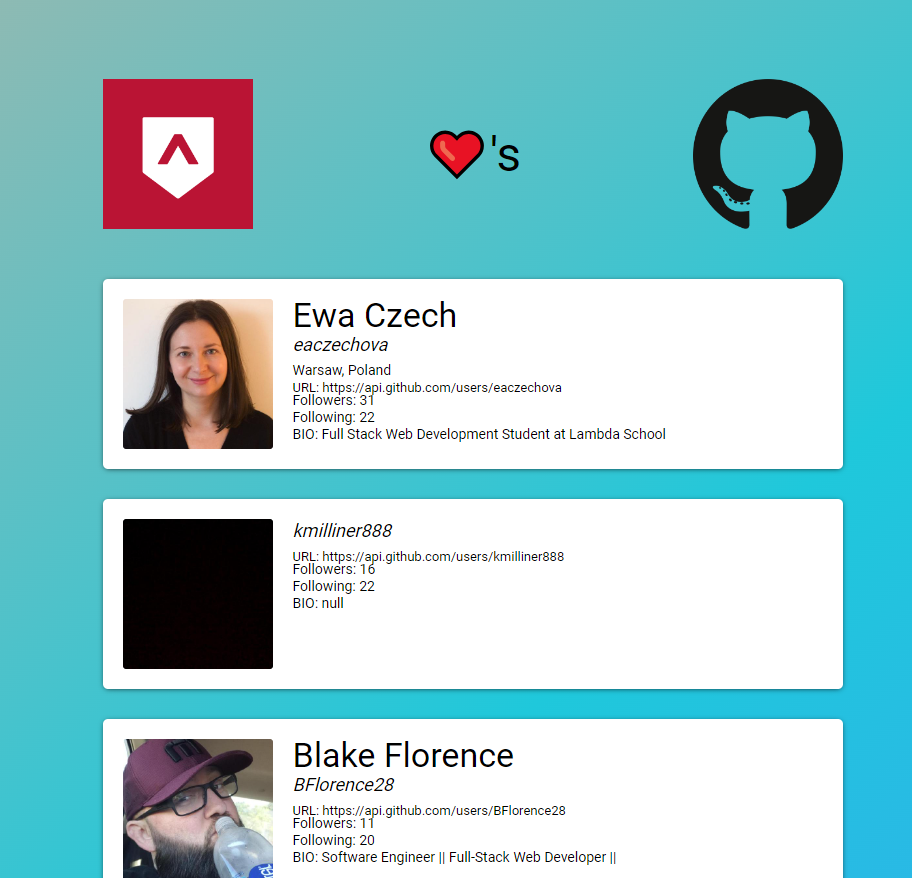 's
Ewa Czech
eaczechova
Warsaw, Poland
URL: https://api.github.com/users/eaczechova
Followers: 31
Following: 22
BIO: Full Stack Web Development Student at Lambda School
kmilliner888
URL: https://api.github.com/users/kmilliner888
Followers: 16
Following: 22
BIO: null
Blake Florence
BFlorence28
URL: https://api.github.com/users/BFlorence28
Followers: 11
Following: 20
BIO: Software Engineer || Full-Stack Web Developer ||